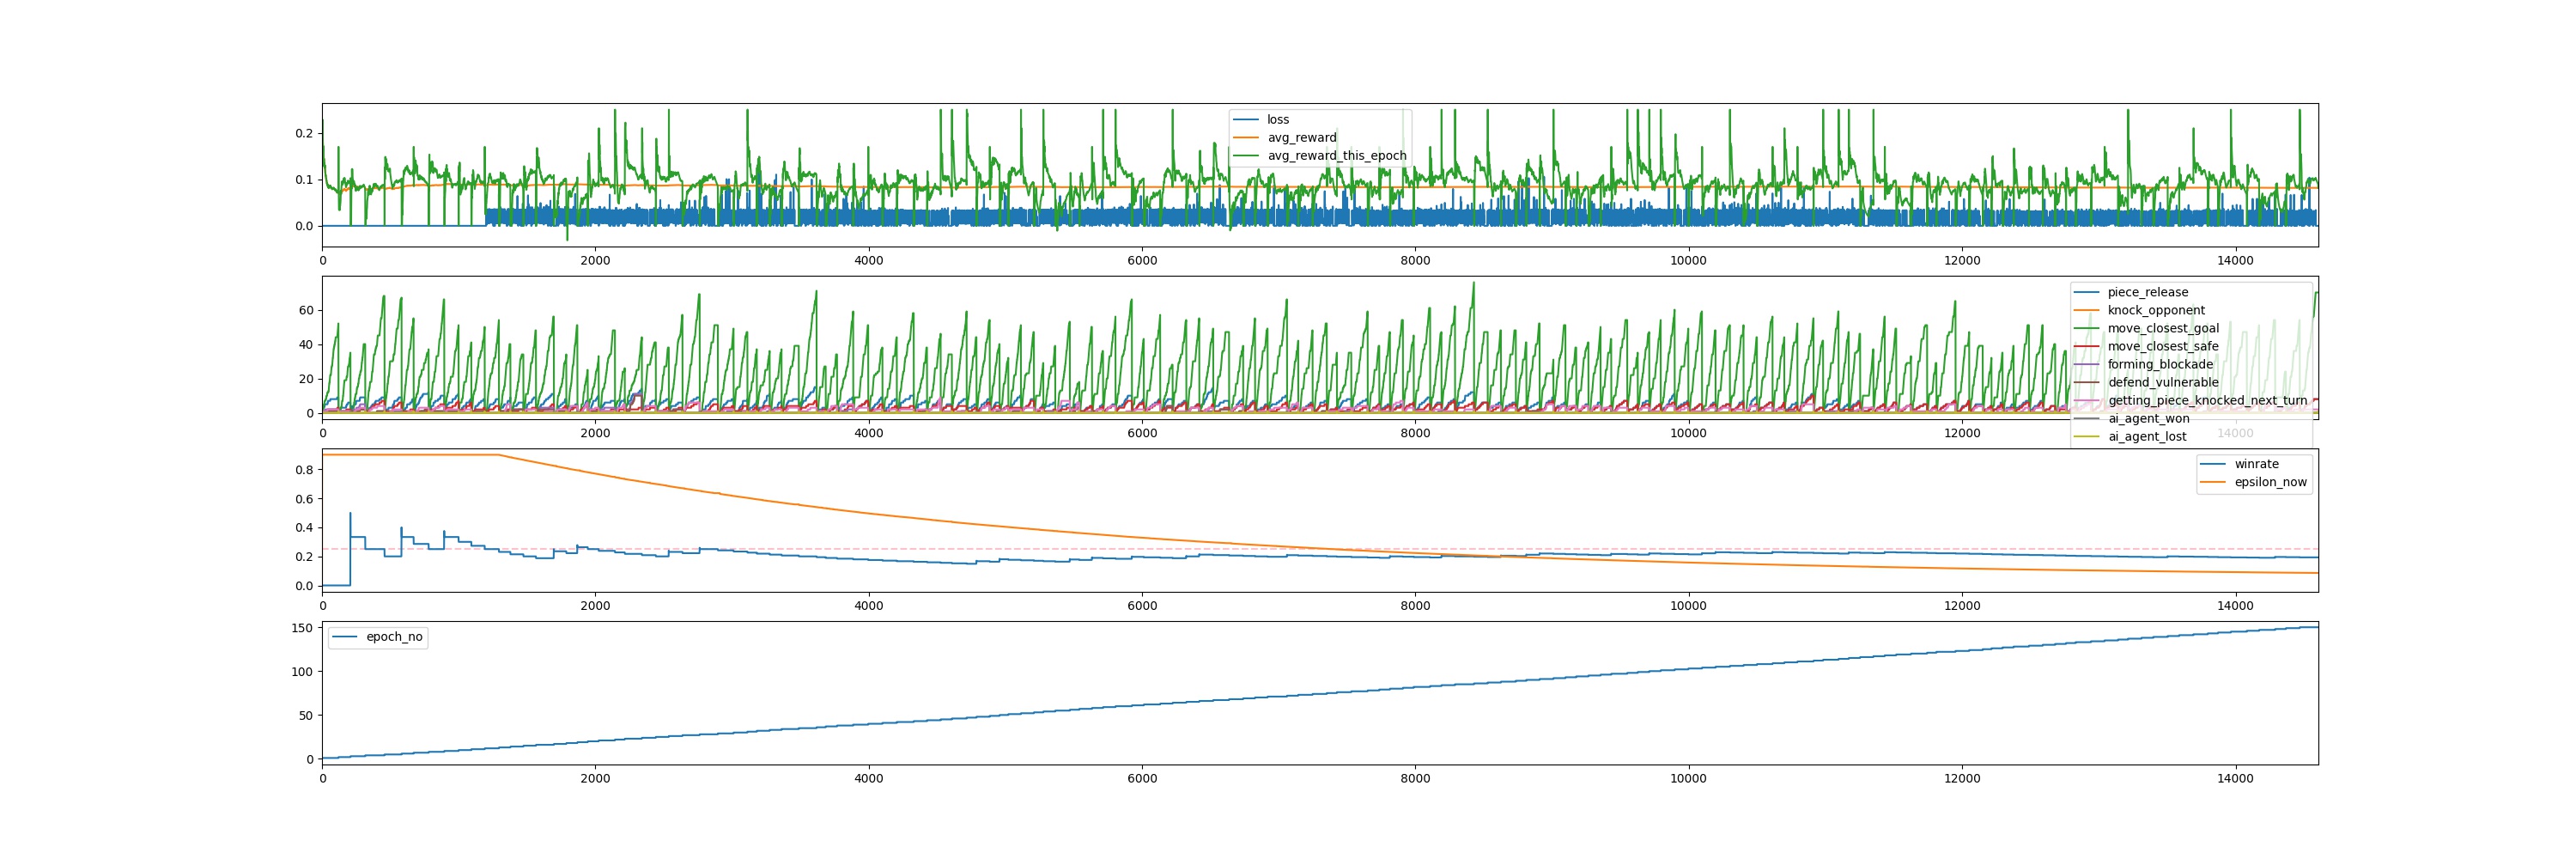 0.2
0.1
0.0
loss
avg_reward
avg_reward_this_epoch
0 2000 4000 6000 8000 10000 12000 14000
60
40
20
0
piece_release
knock_opponent
move_closest_goal
move_closest_safe
forming_blockade
defend_vulnerable
getting_piece_knocked_next_turn
ai_agent_won
ai_agent_lost
0 2000 4000 6000 8000 10000 12000 14000
0.8
0.6
0.4
0.2
0.0
winrate
epsilon_now
0 2000 4000 6000 8000 10000 12000 14000
150
100
50
0
epoch_no
0 2000 4000 6000 8000 10000 12000 14000